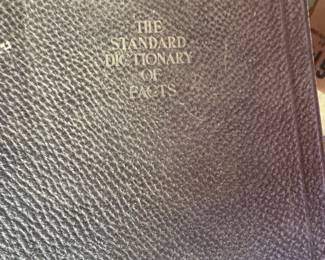 THE
STANDARD
DICTIONARY
OF
FACTS